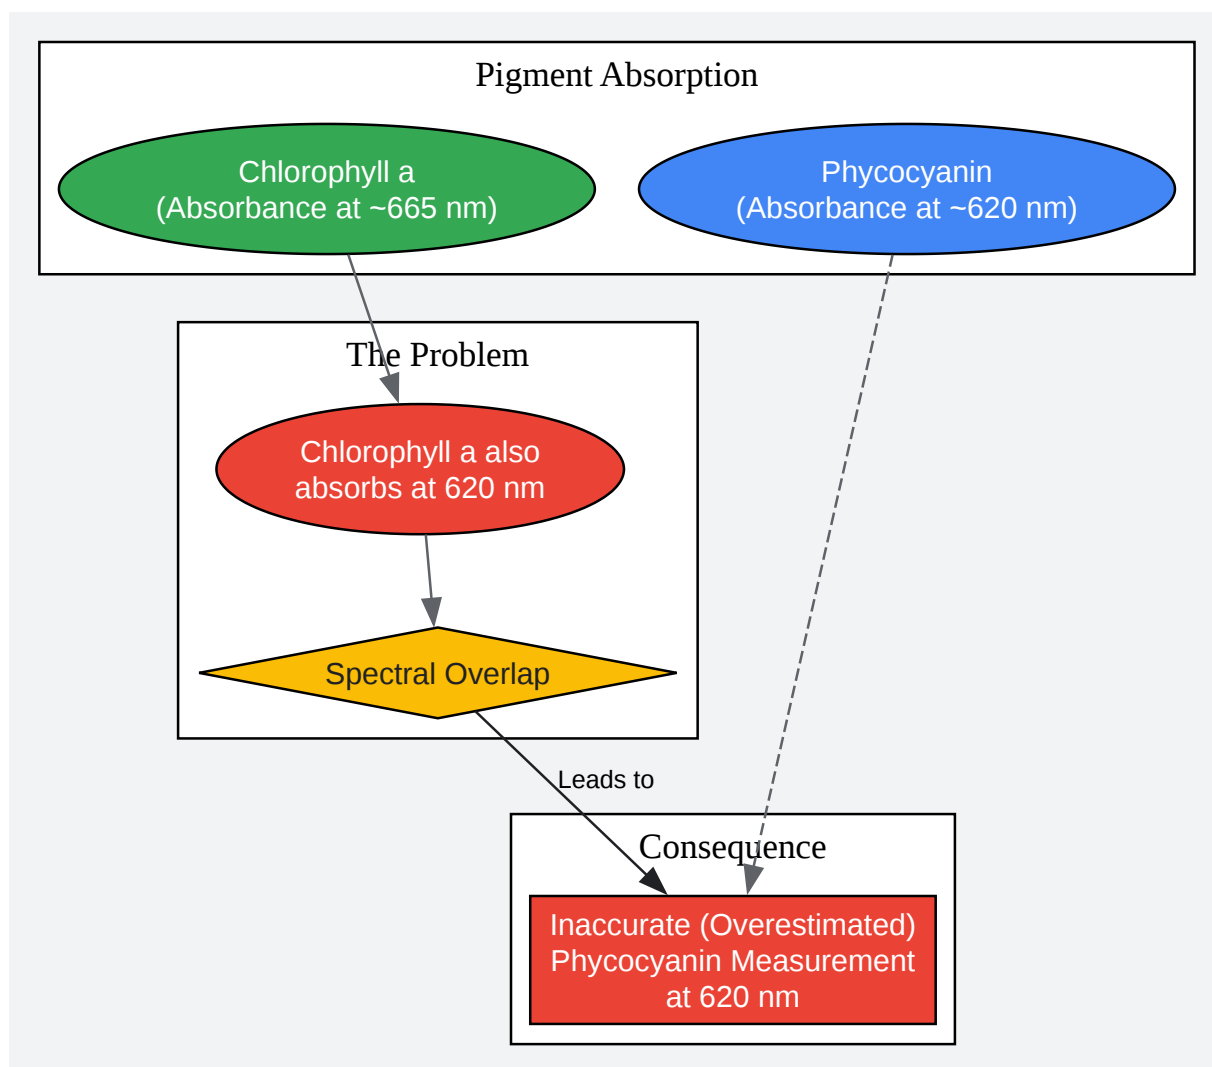 Pigment Absorption
Chlorophyll a
(Absorbance at ~665 nm)
Phycocyanin
(Absorbance at ~620 nm)
The Problem
Chlorophyll a also
absorbs at 620 nm
Spectral Overlap
Leads to
Consequence
Inaccurate (Overestimated)
Phycocyanin Measurement
at 620 nm